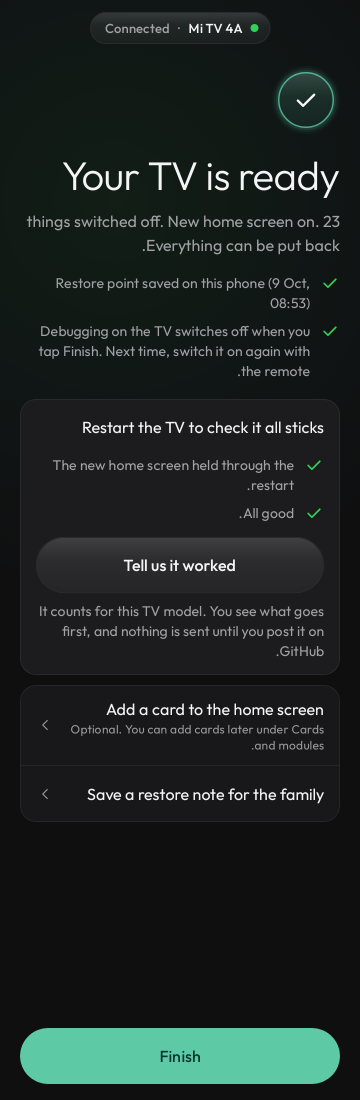 Connected · Mi TV 4A
Your TV is ready
things switched off. New home screen on. 23
.Everything can be put back
Restore point saved on this phone (9 Oct,
08:53)
Debugging on the TV switches off when you
tap Finish. Next time, switch it on again with
.the remote
Restart the TV to check it all sticks
The new home screen held through the
.restart
.All good
Tell us it worked
It counts for this TV model. You see what goes
first, and nothing is sent until you post it on
.GitHub
Add a card to the home screen
Optional. You can add cards later under Cards
.and modules
Save a restore note for the family
Finish